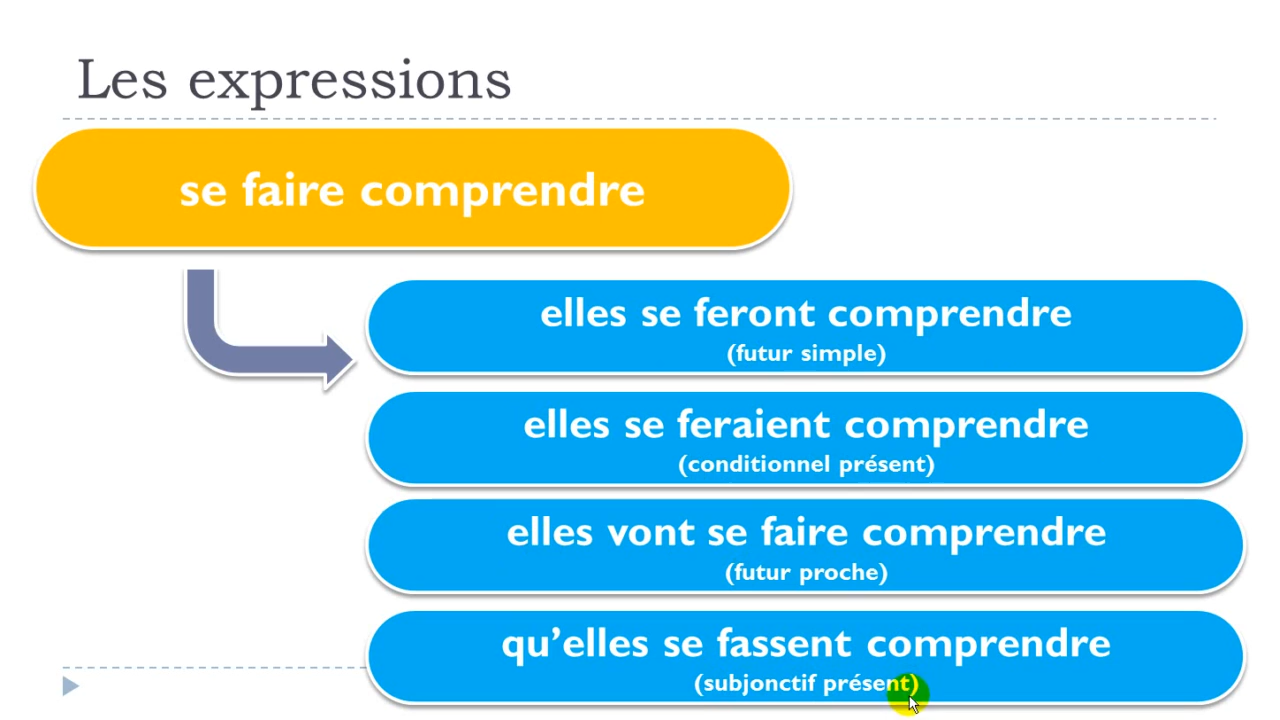 Les expressions
se faire comprendre
elles se feront comprendre
(futur simple)
elles se feraient comprendre
(conditionnel présent)
elles vont se faire comprendre
(futur proche)
qu’elles se fassent comprendre
(subjonctif présent)